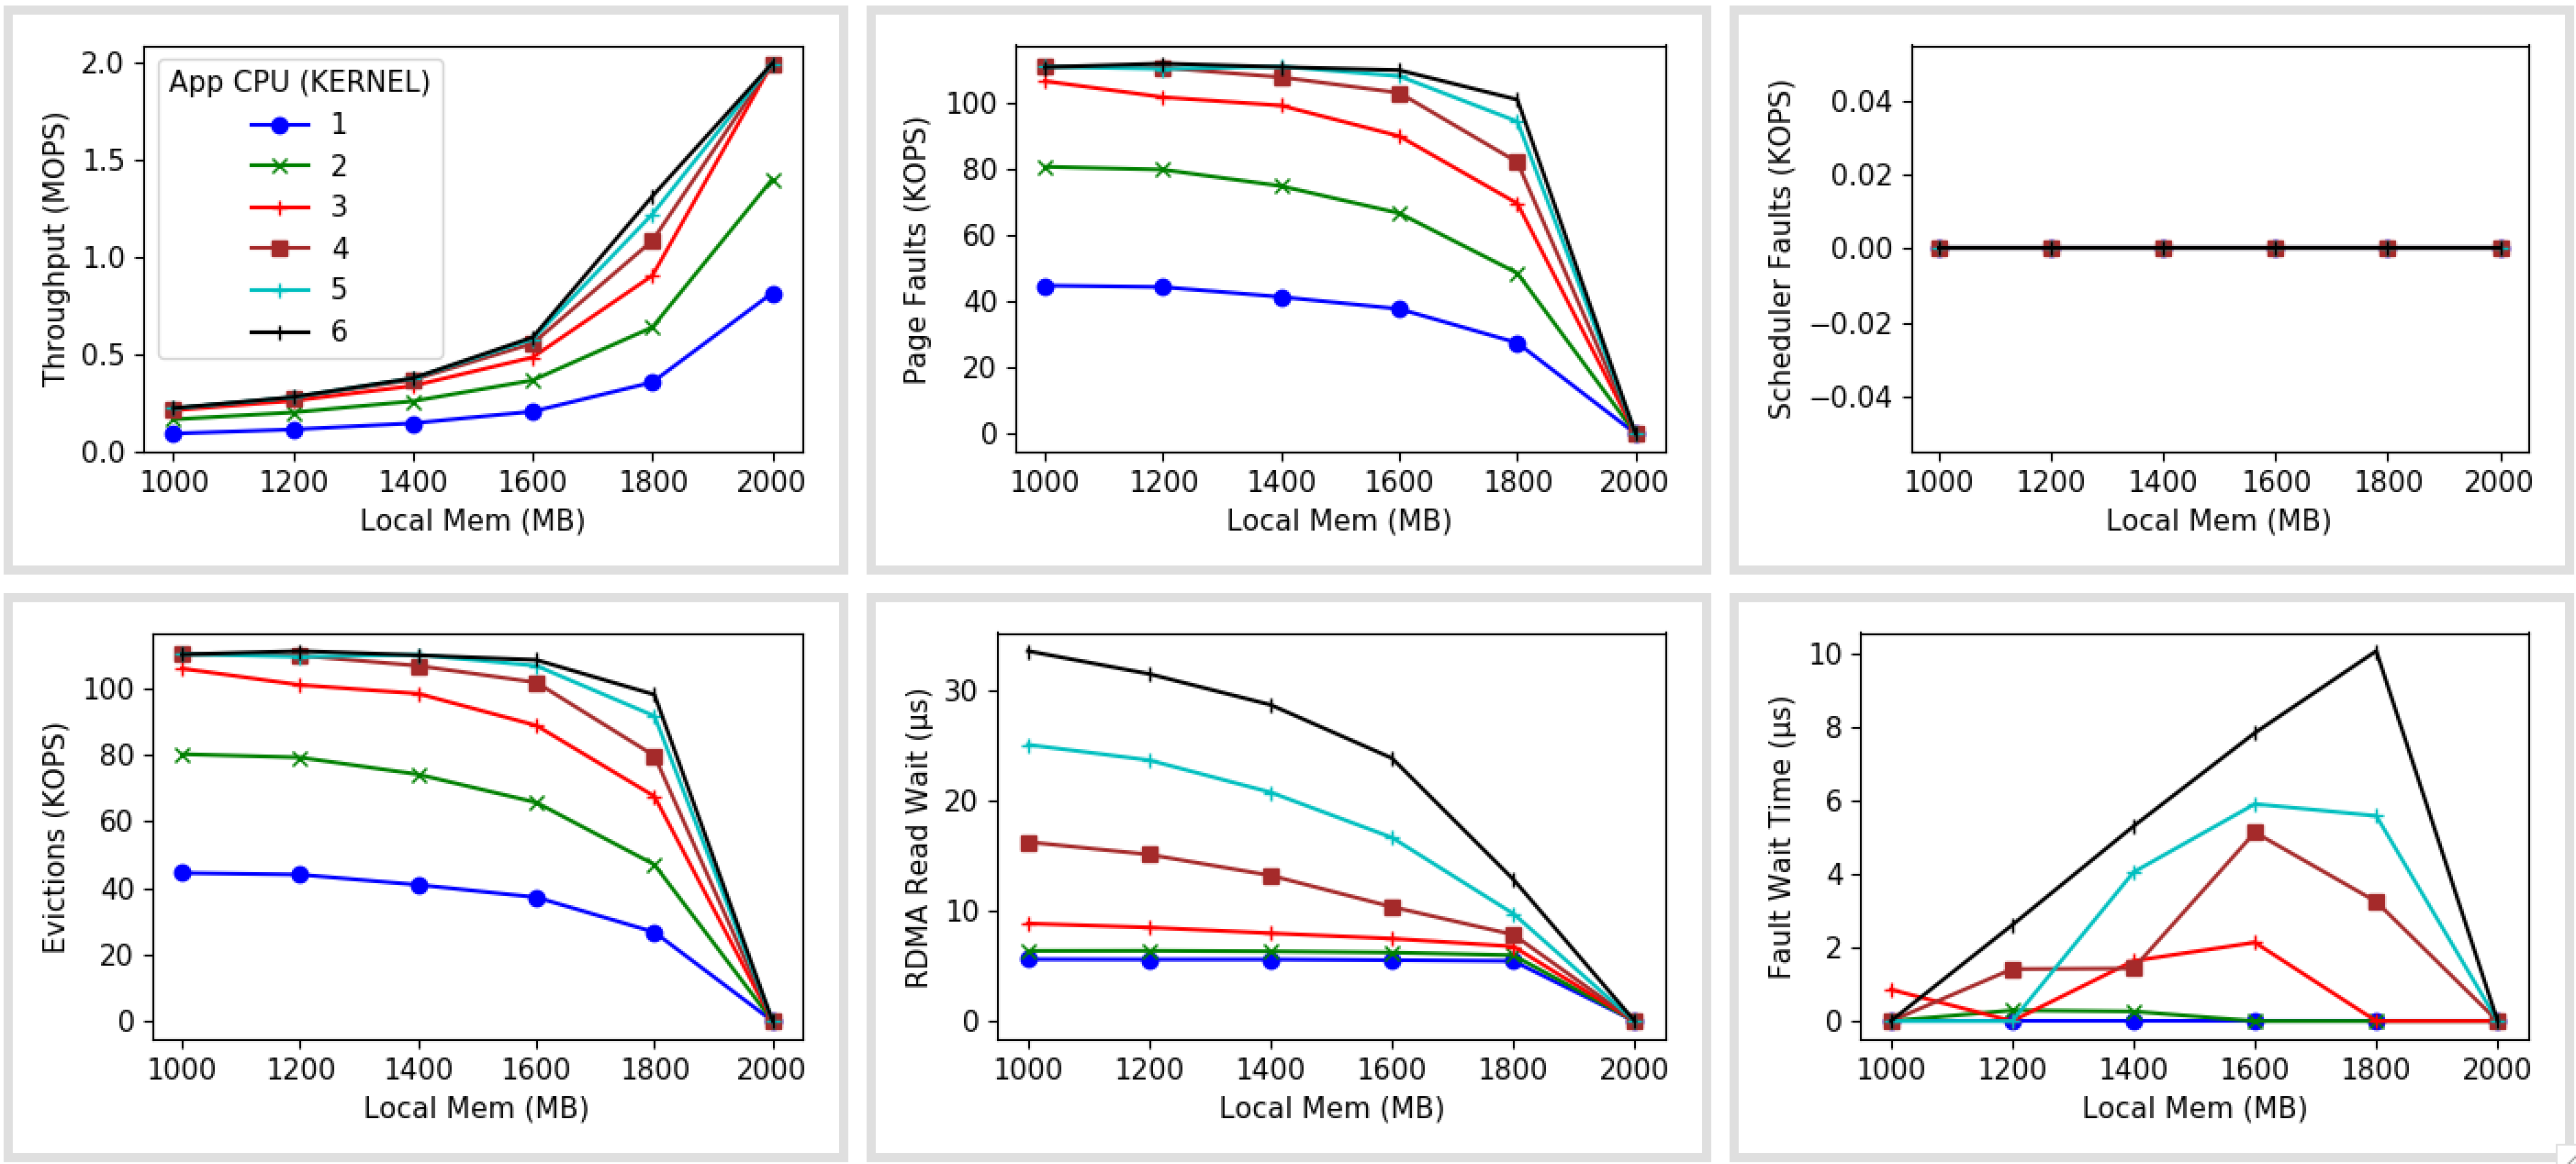 Throughput (MOPS)
2.0
1.5
1.0
0.5
0.0
App CPU (KERNEL)
1
2
3
4
5
6
1000 1200 1400 1600 1800 2000
Local Mem (MB)
Page Faults (KOPS)
100
80
60
40
20
0
1000 1200 1400 1600 1800 2000
Local Mem (MB)
Scheduler Faults (KOPS)
0.04
0.02
0.00
−0.02
−0.04
1000 1200 1400 1600 1800 2000
Local Mem (MB)
Evictions (KOPS)
100
80
60
40
20
0
1000 1200 1400 1600 1800 2000
Local Mem (MB)
RDMA Read Wait (µs)
30
20
10
0
1000 1200 1400 1600 1800 2000
Local Mem (MB)
Fault Wait Time (µs)
10
8
6
4
2
0
1000 1200 1400 1600 1800 2000
Local Mem (MB)